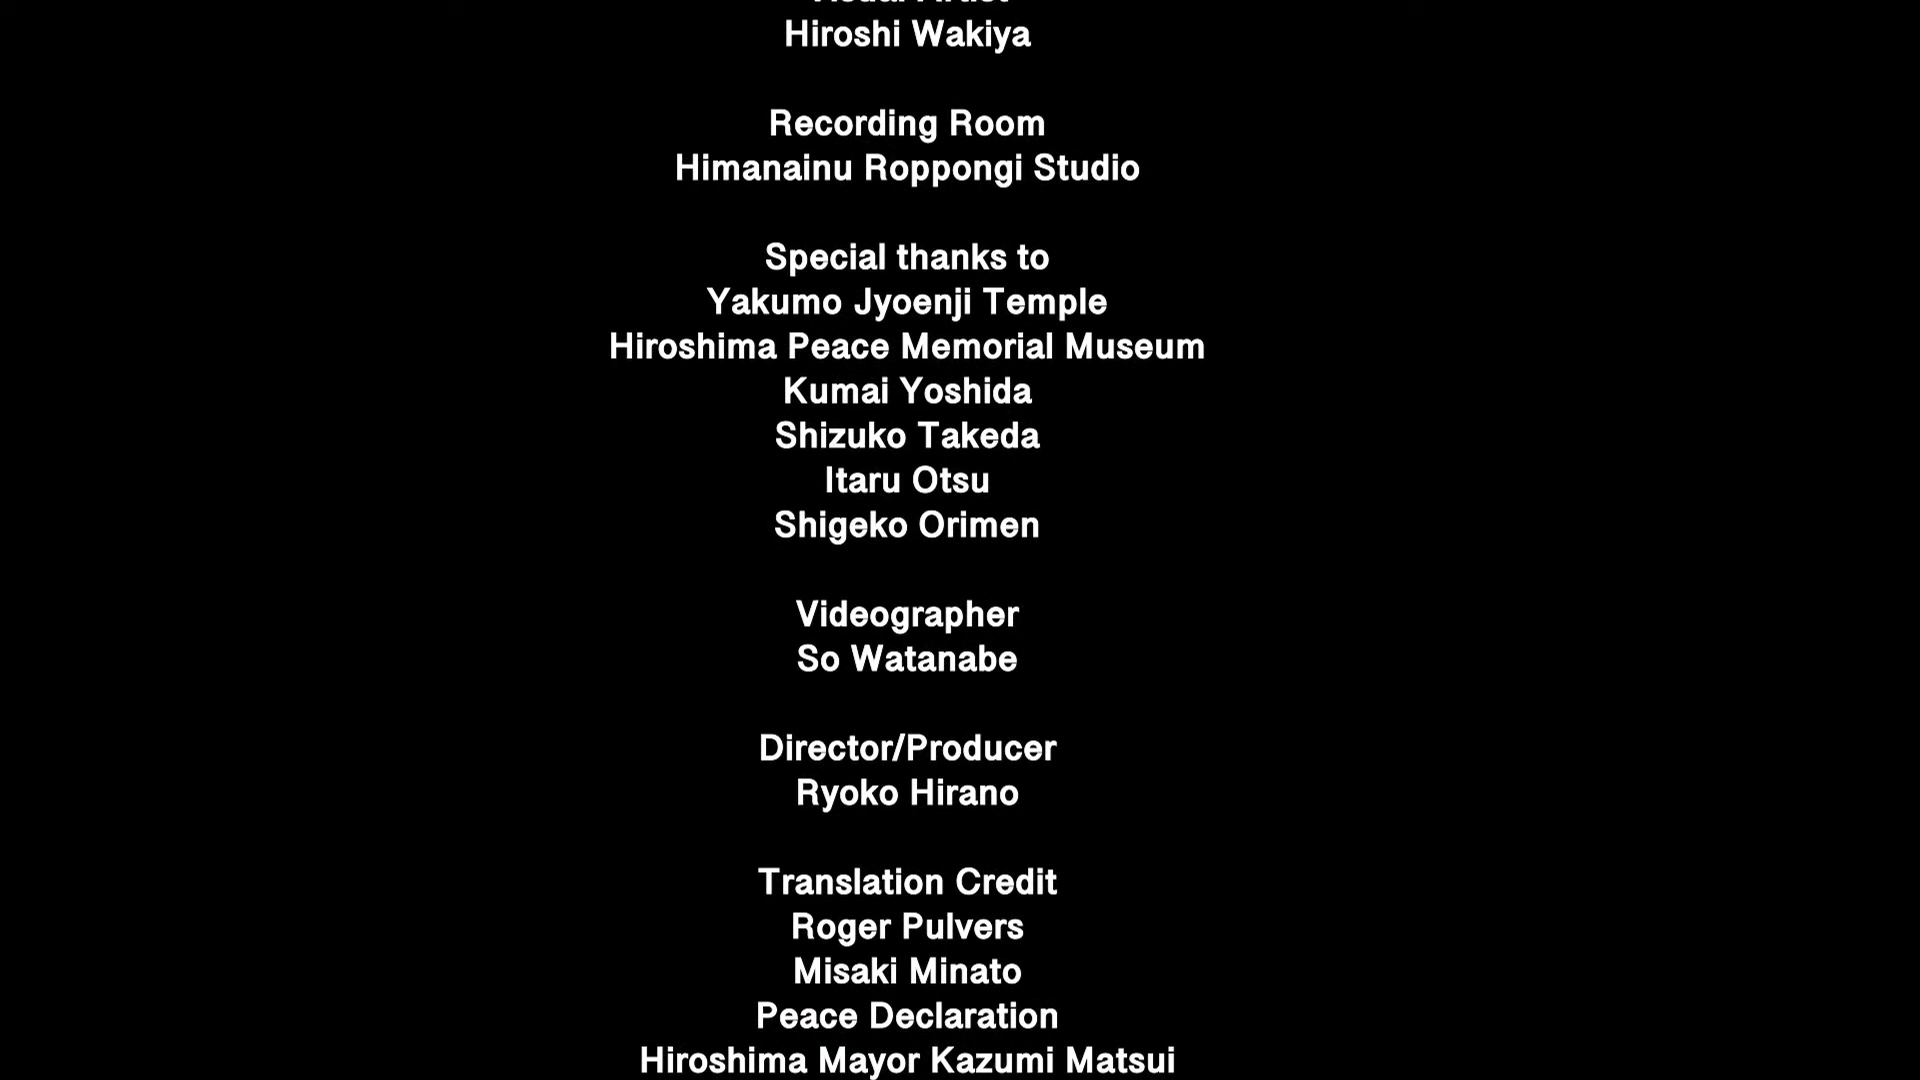 Visual Artist
Hiroshi Wakiya
Recording Room
Himanainu Roppongi Studio
Special thanks to
Yakumo Jyoenji Temple
Hiroshima Peace Memorial Museum
Kumai Yoshida
Shizuko Takeda
Itaru Otsu
Shigeko Orimen
Videographer
So Watanabe
Director/Producer
Ryoko Hirano
Translation Credit
Roger Pulvers
Misaki Minato
Peace Declaration
Hiroshima Mayor Kazumi Matsui